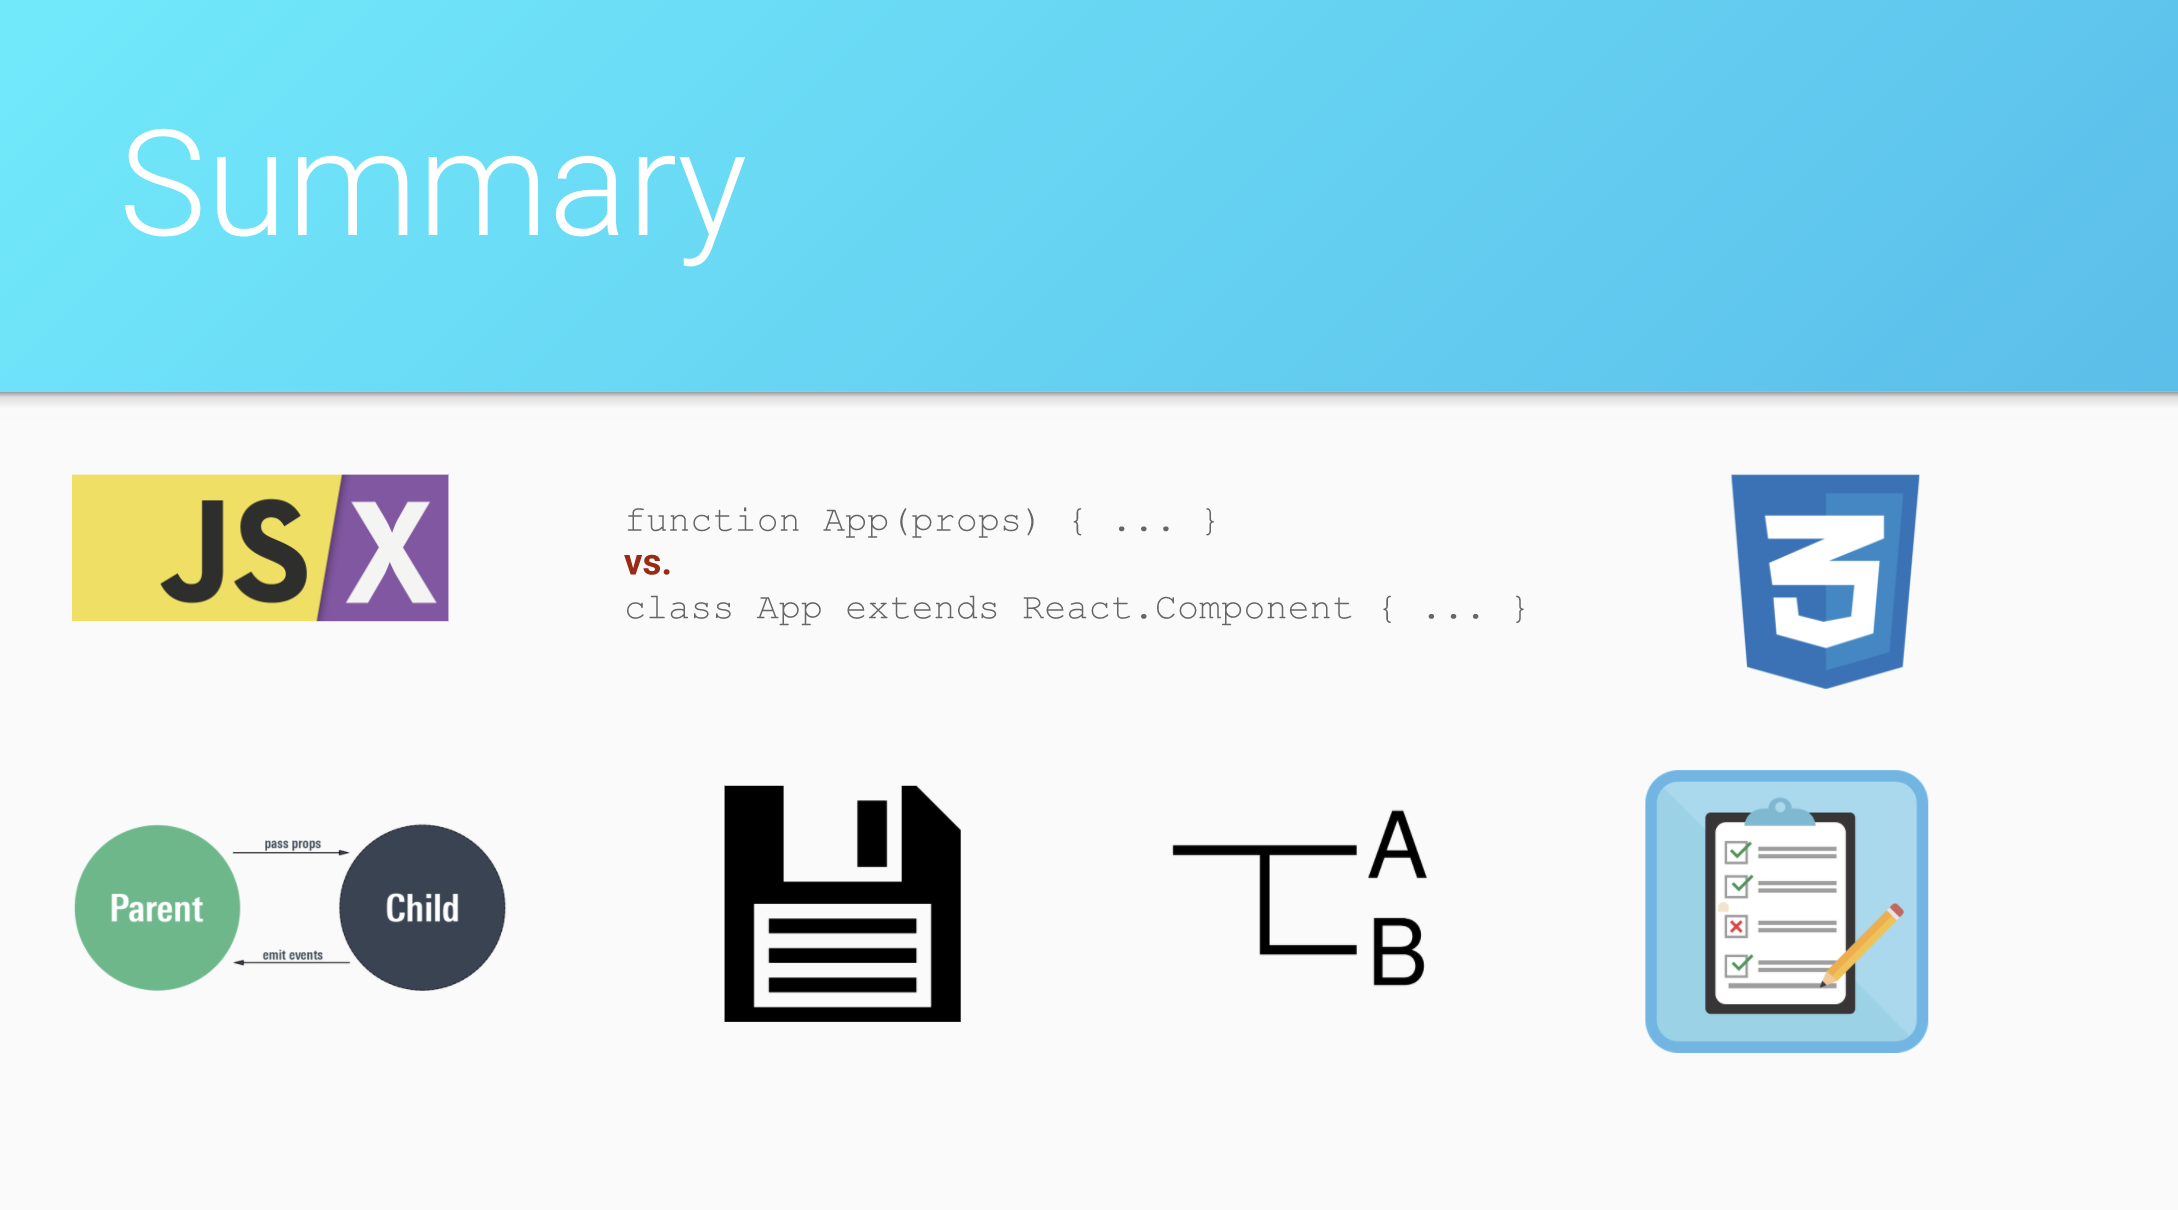 Summary
JSX
function App(props) { ... }
vs.
class App extends React.Component { ... }
3
Parent
pass props
Child
emit events
A
B